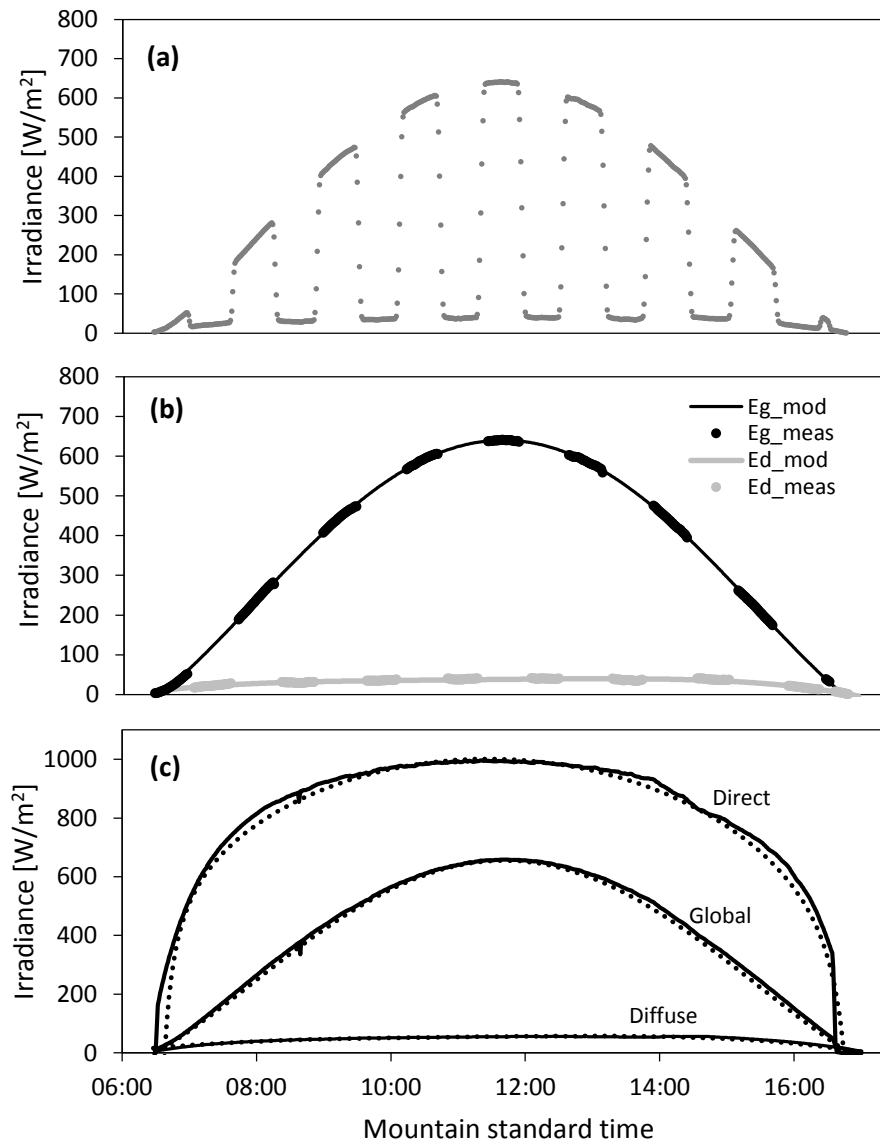 800
(a)
700
600
500
400
300
200
100
0
Irradiance [W/m²]
800
(b)
700
600
500
400
300
200
100
0
Irradiance [W/m²]
Eg_mod
Eg_meas
Ed_mod
Ed_meas
1000
(c)
800
600
400
200
0
Irradiance [W/m²]
Direct
Global
Diffuse
06:00 08:00 10:00 12:00 14:00 16:00
Mountain standard time